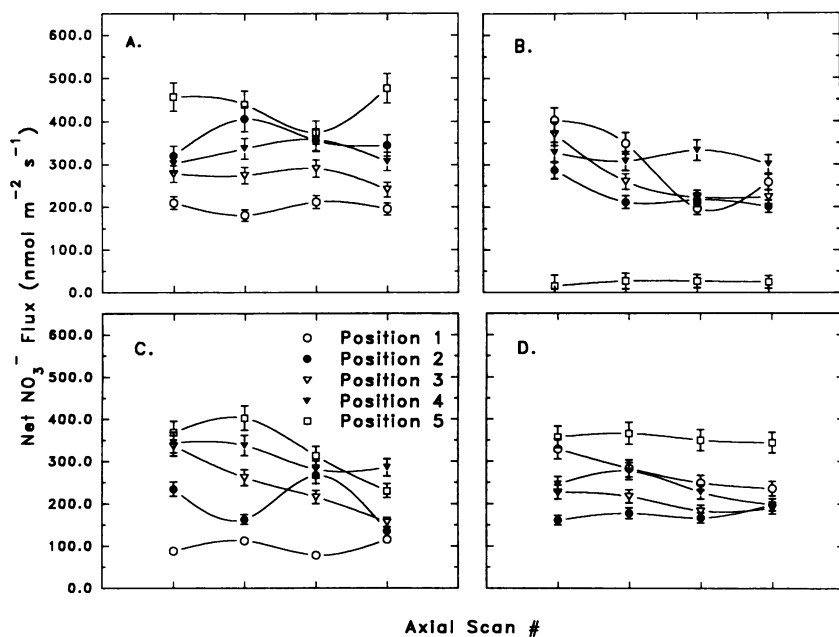 A.
B.
600.0
500.0
400.0
300.0
200.0
100.0
0.0
C.
D.
Position 1
Position 2
Position 3
Position 4
Position 5
600.0
500.0
400.0
300.0
200.0
100.0
0.0
Net NO₃⁻ Flux (nmol m⁻² s⁻¹)
Axial Scan #